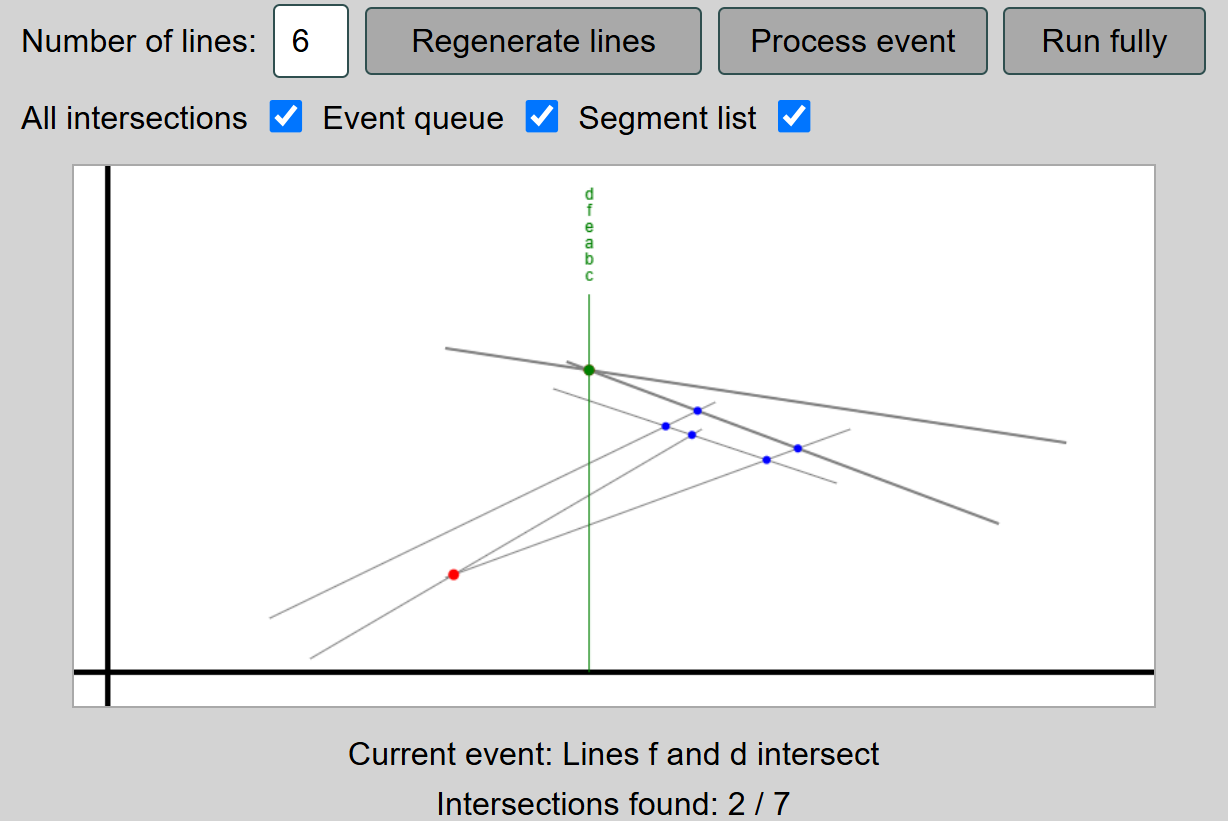 Number of lines: 6 Regenerate lines Process event Run fully
All intersections Event queue Segment list
d
f
e
a
b
c
Current event: Lines f and d intersect
Intersections found: 2 / 7